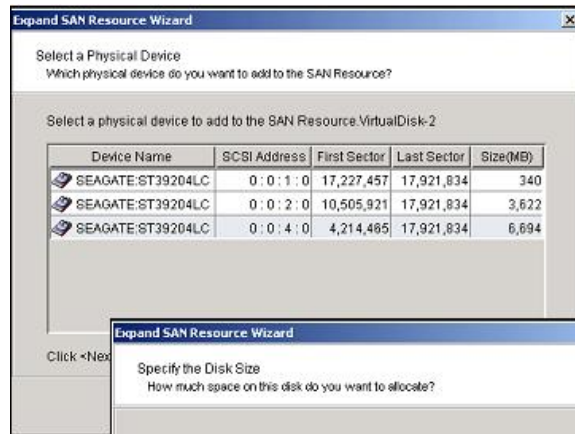 Expand SAN Resource Wizard
Select a Physical Device
Which physical device do you want to add to the SAN Resource?
Select a physical device to add to the SAN Resource.VirtualDisk-2
Device Name SCSI Address First Sector Last Sector Size(MB)
SEAGATE:ST39204LC 0:0:1:0 17,227,457 17,921,834 340
SEAGATE:ST39204LC 0:0:2:0 10,505,921 17,921,834 3,622
SEAGATE:ST39204LC 0:0:4:0 4,214,465 17,921,834 6,694
Click <Nex
Expand SAN Resource Wizard
Specify the Disk Size
How much space on this disk do you want to allocate?